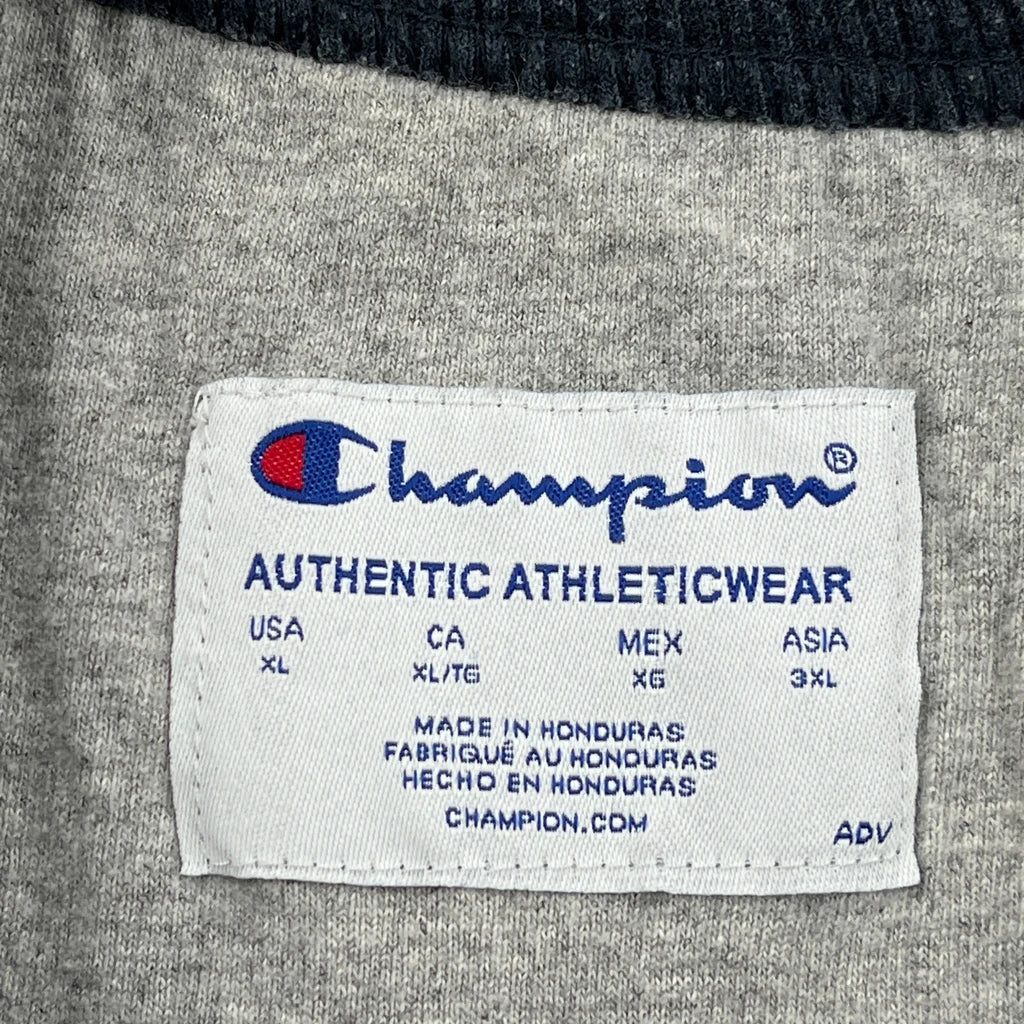 Champion®
AUTHENTIC ATHLETICWEAR
USA CA MEX ASIA
XL XL/TG XG 3XL
MADE IN HONDURAS
FABRIQUÉ AU HONDURAS
HECHO EN HONDURAS
CHAMPION.COM
ADV